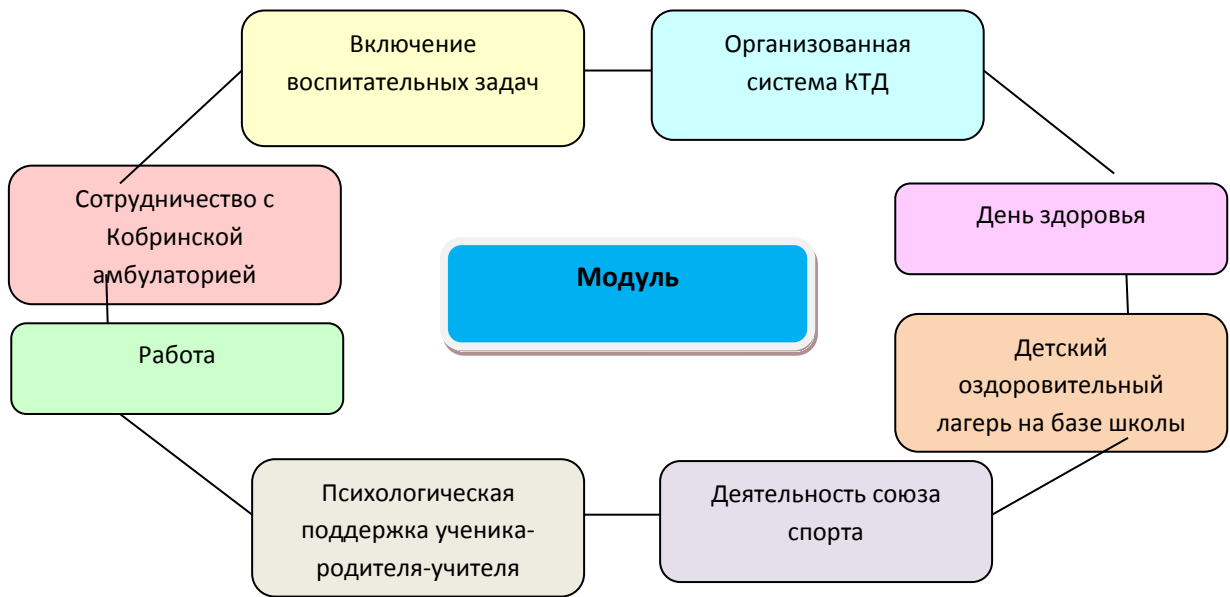 Включение
воспитательных задач
Организованная
система КТД
Сотрудничество с
Кобринской
амбулаторией
День здоровья
Модуль
Работа
Детский
оздоровительный
лагерь на базе школы
Психологическая
поддержка ученика-
родителя-учителя
Деятельность союза
спорта